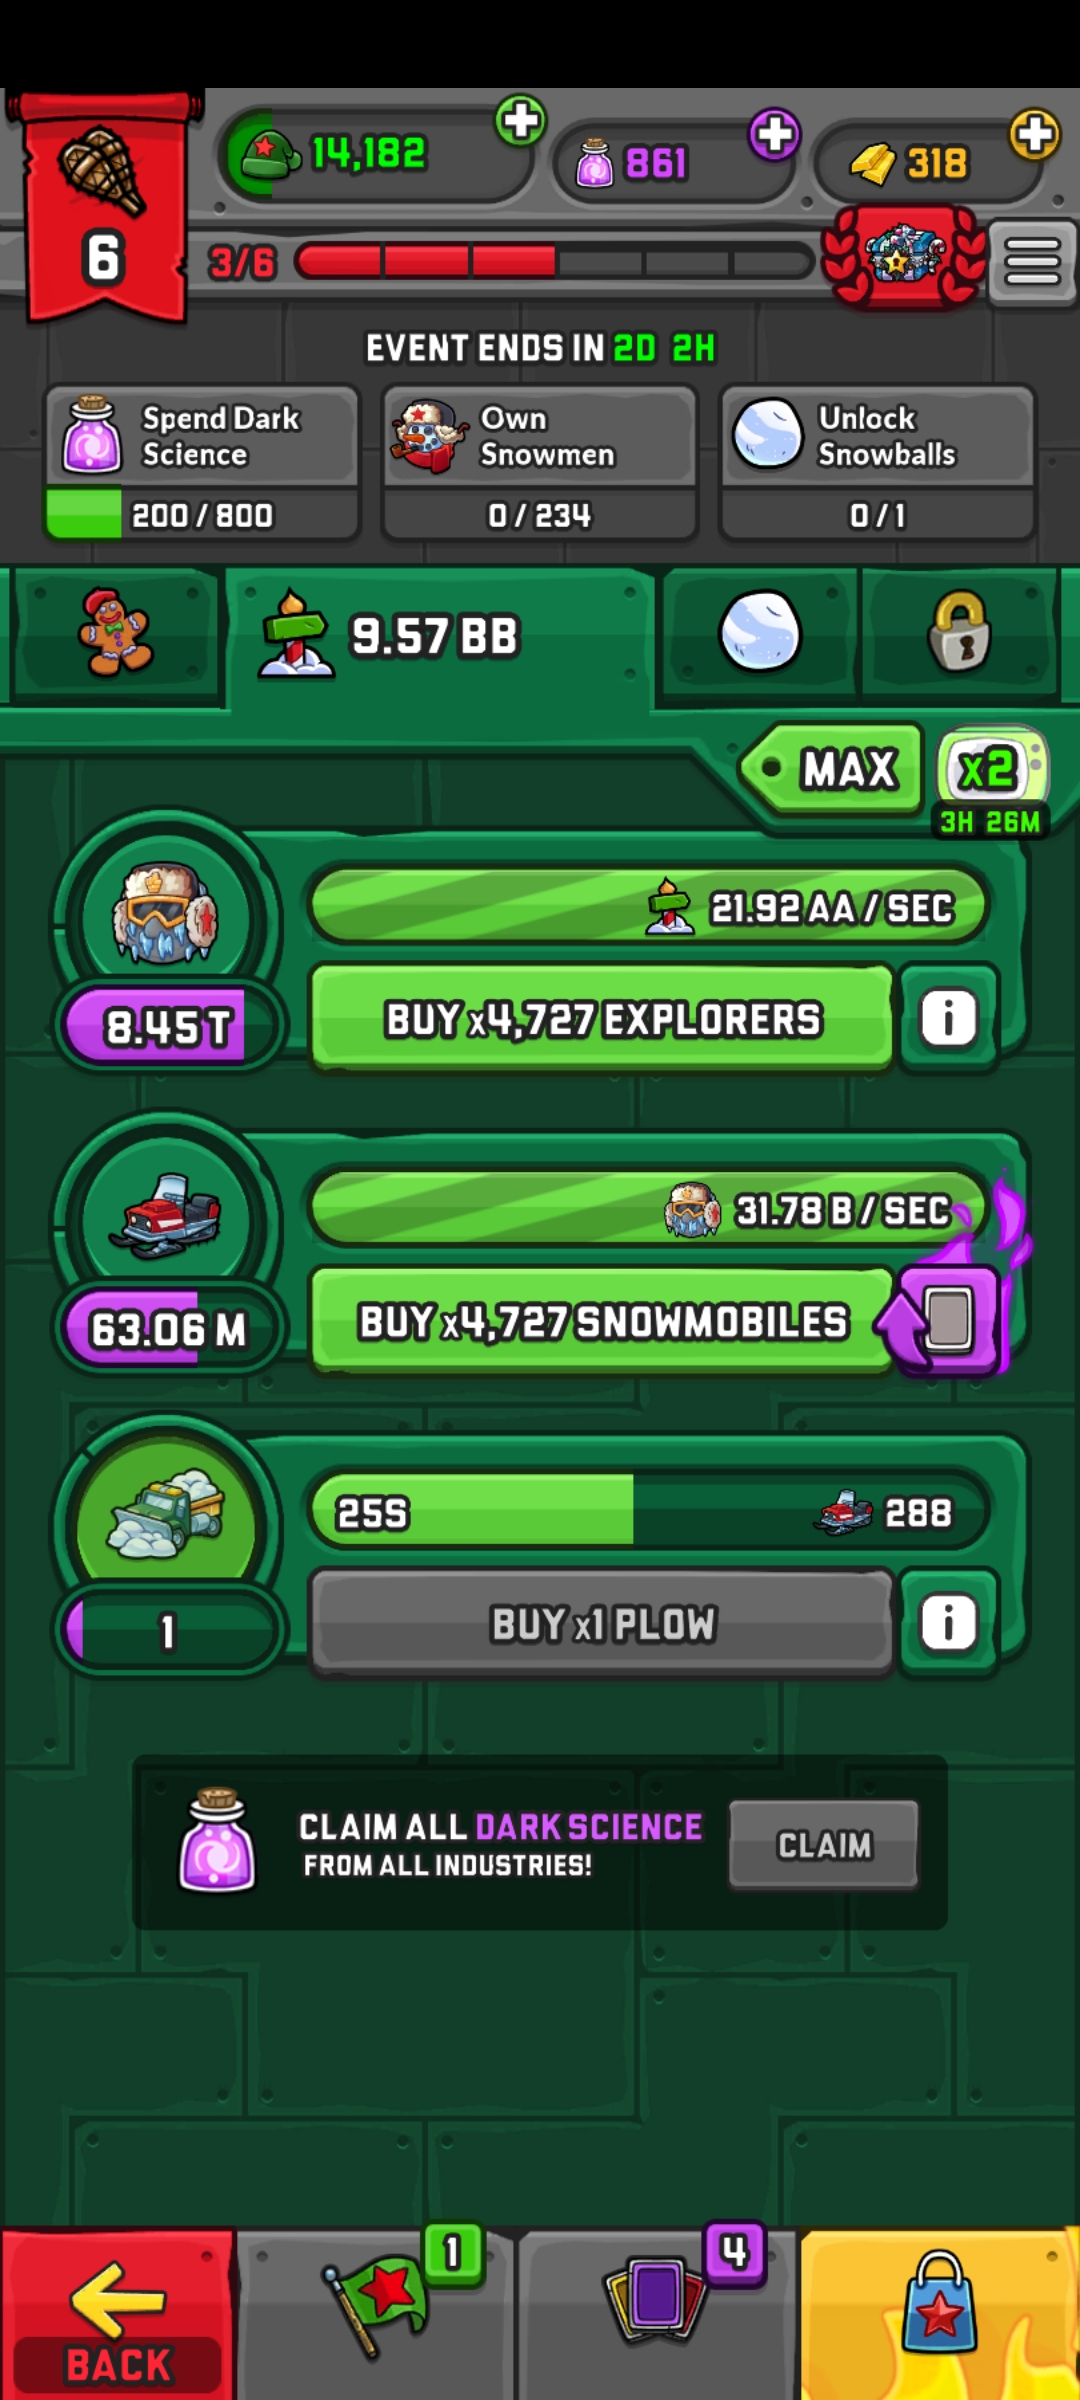 14,182
861
318
6
3/6
EVENT ENDS IN 2D 2H
Spend Dark
Science
200 / 800
Own
Snowmen
0 / 234
Unlock
Snowballs
0 / 1
9.57 BB
MAX
x2
3H 26M
21.92 AA / SEC
8.45 T
BUY x4,727 EXPLORERS
i
31.78 B / SEC
63.06 M
BUY x4,727 SNOWMOBILES
25S
288
1
BUY x1 PLOW
i
CLAIM ALL DARK SCIENCE
FROM ALL INDUSTRIES!
CLAIM
1
4
BACK